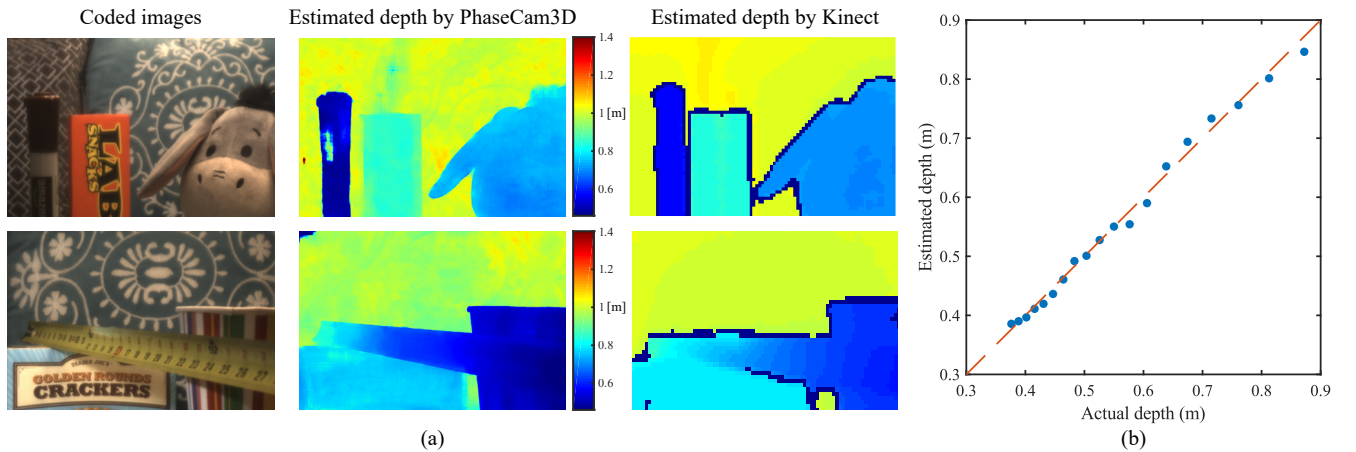 Coded images
Estimated depth by PhaseCam3D
Estimated depth by Kinect
LAB
SNACKS
1.4
1.2
1 [m]
0.8
0.6
TRADER JOE'S
GOLDEN ROUNDS
CRACKERS
1.4
1.2
1 [m]
0.8
0.6
(a)
0.9
0.8
0.7
0.6
0.5
0.4
0.3
Estimated depth (m)
0.3 0.4 0.5 0.6 0.7 0.8 0.9
Actual depth (m)
(b)